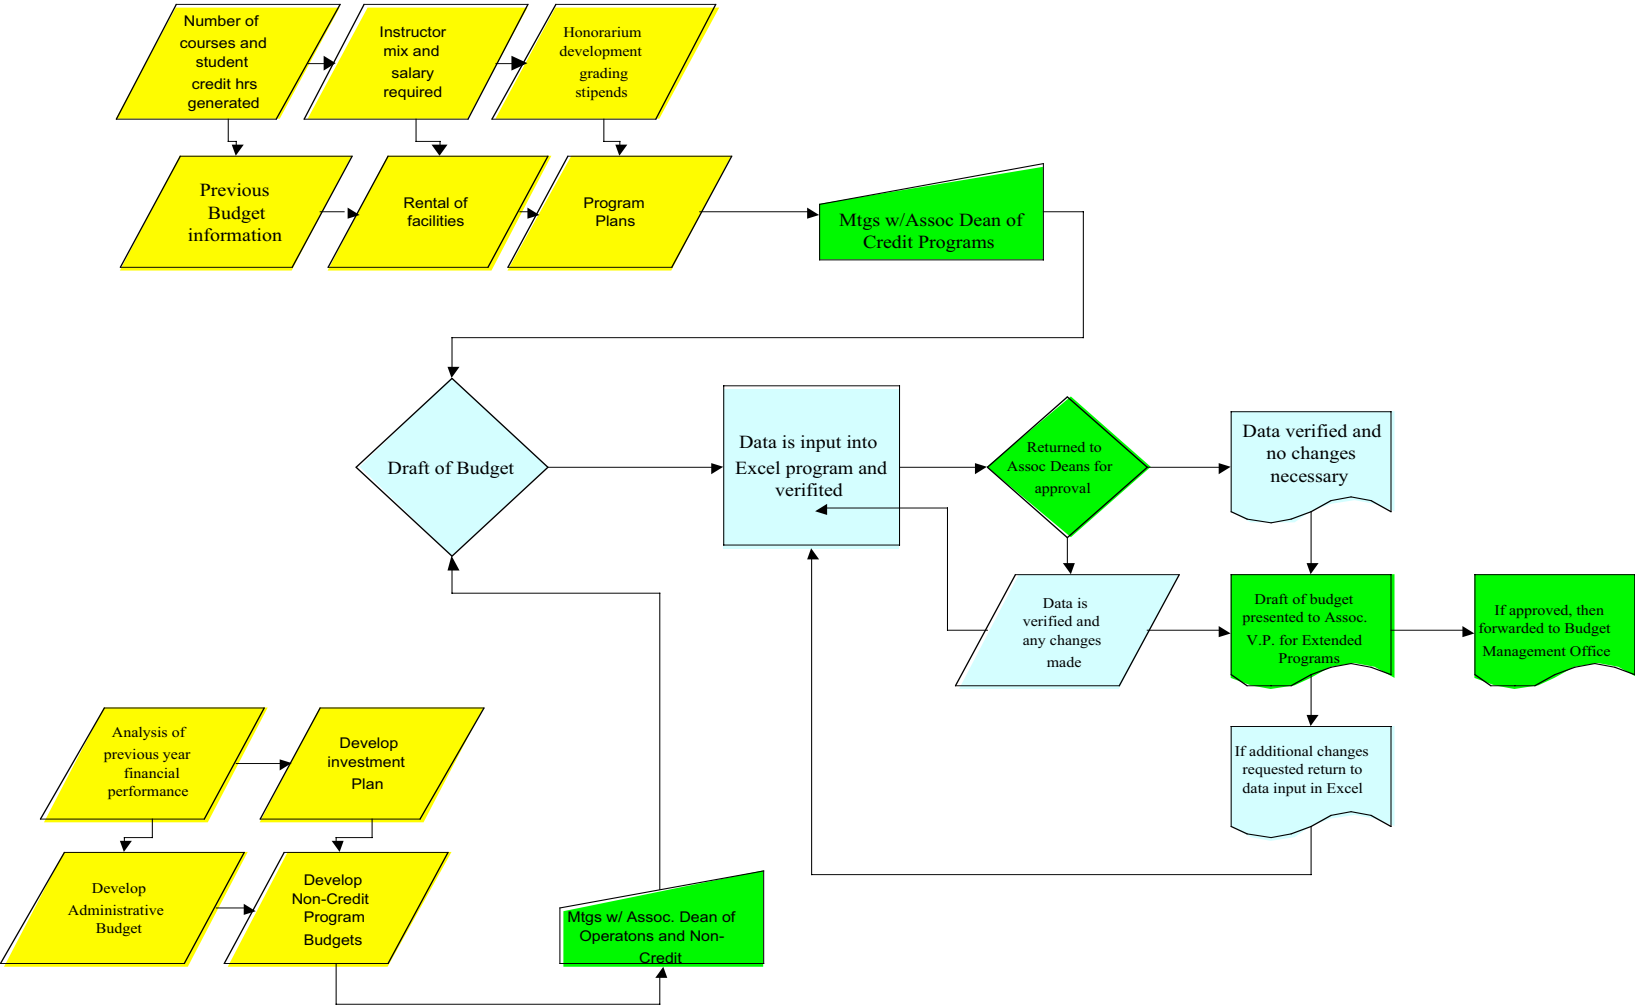 Number of
courses and
student
credit hrs
generated
Instructor
mix and
salary
required
Honorarium
development
grading
stipends
Previous
Budget
information
Rental of
facilities
Program
Plans
Mtgs w/Assoc Dean of
Credit Programs
Draft of Budget
Data is input into
Excel program and
verifited
Returned to
Assoc Deans for
approval
Data verified and
no changes
necessary
Data is
verified and
any changes
made
Draft of budget
presented to Assoc.
V.P. for Extended
Programs
If approved, then
forwarded to Budget
Management Office
If additional changes
requested return to
data input in Excel
Analysis of
previous year
financial
performance
Develop
investment
Plan
Develop
Administrative
Budget
Develop
Non-Credit
Program
Budgets
Mtgs w/ Assoc. Dean of
Operatons and Non-
Credit